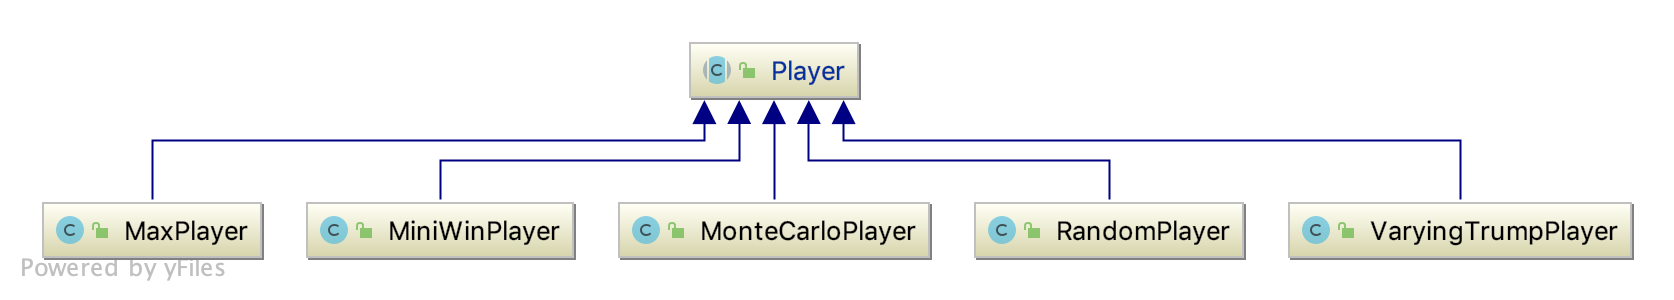 Player
MaxPlayer
MiniWinPlayer
MonteCarloPlayer
RandomPlayer
VaryingTrumpPlayer
Powered by yFiles